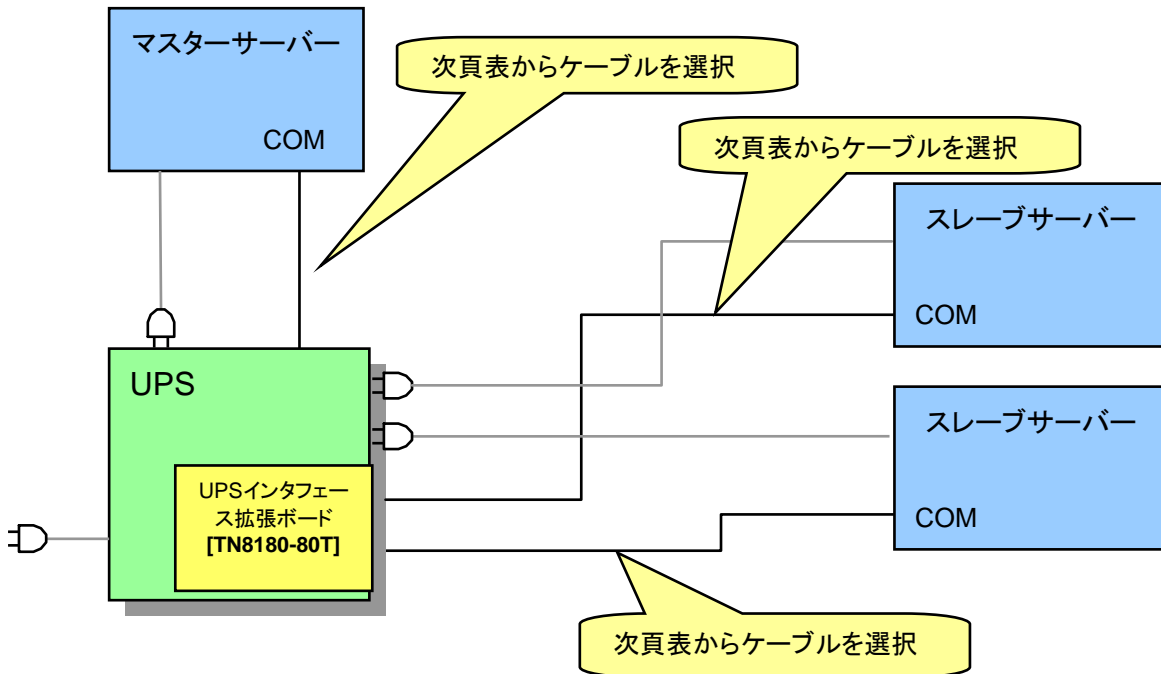 マスターサーバー
COM
次頁表からケーブルを選択
次頁表からケーブルを選択
スレーブサーバー
COM
UPS
スレーブサーバー
COM
UPSインタフェー
ス拡張ボード
[TN8180-80T]
次頁表からケーブルを選択